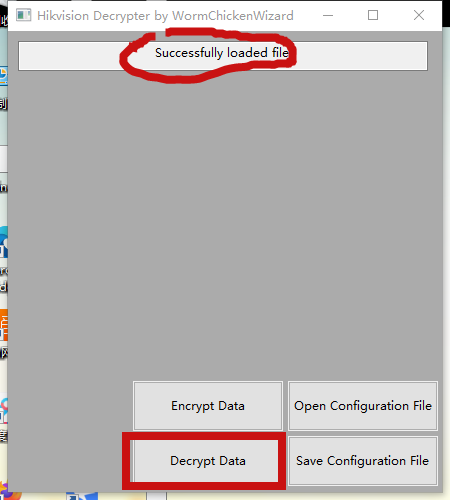 Hikvision Decrypter by WormChickenWizard
Successfully loaded file
Encrypt Data
Open Configuration File
Decrypt Data
Save Configuration File